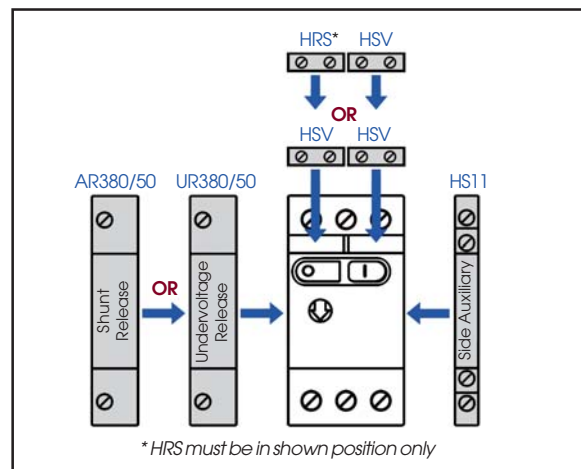 HRS* HSV
OR
HSV HSV
AR380/50 UR380/50 HS11
Shunt
Release
OR
Undervoltage
Release
Side Auxiliary
* HRS must be in shown position only